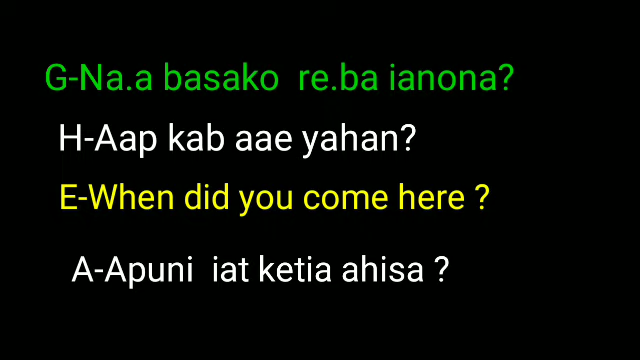 G-Na.a basako re.ba ianona?
H-Aap kab aae yahan?
E-When did you come here ?
A-Apuni iat ketia ahisa ?